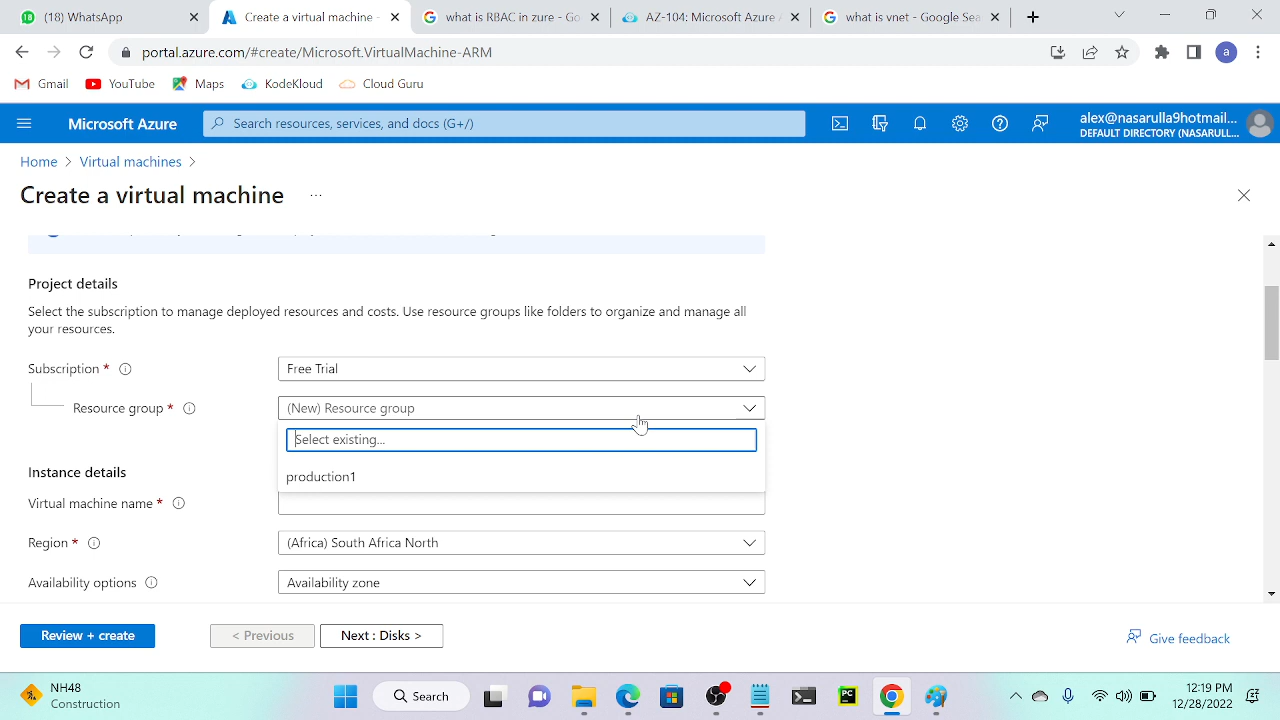 (18) WhatsApp
Create a virtual machine -
what is RBAC in zure - Go
AZ-104: Microsoft Azure
what is vnet - Google Sea
portal.azure.com/#create/Microsoft.VirtualMachine-ARM
a
Gmail YouTube Maps KodeKloud Cloud Guru
Microsoft Azure
Search resources, services, and docs (G+/)
alex@nasarulla9hotmail...
DEFAULT DIRECTORY (NASARULL...
Home > Virtual machines >
Create a virtual machine ...
Project details
Select the subscription to manage deployed resources and costs. Use resource groups like folders to organize and manage all
your resources.
Subscription *
Free Trial
Resource group *
(New) Resource group
Select existing...
production1
Instance details
Virtual machine name *
Region *
(Africa) South Africa North
Availability options
Availability zone
Review + create
< Previous
Next : Disks >
Give feedback
NH48
Construction
Search
PC
12:19 PM
12/28/2022